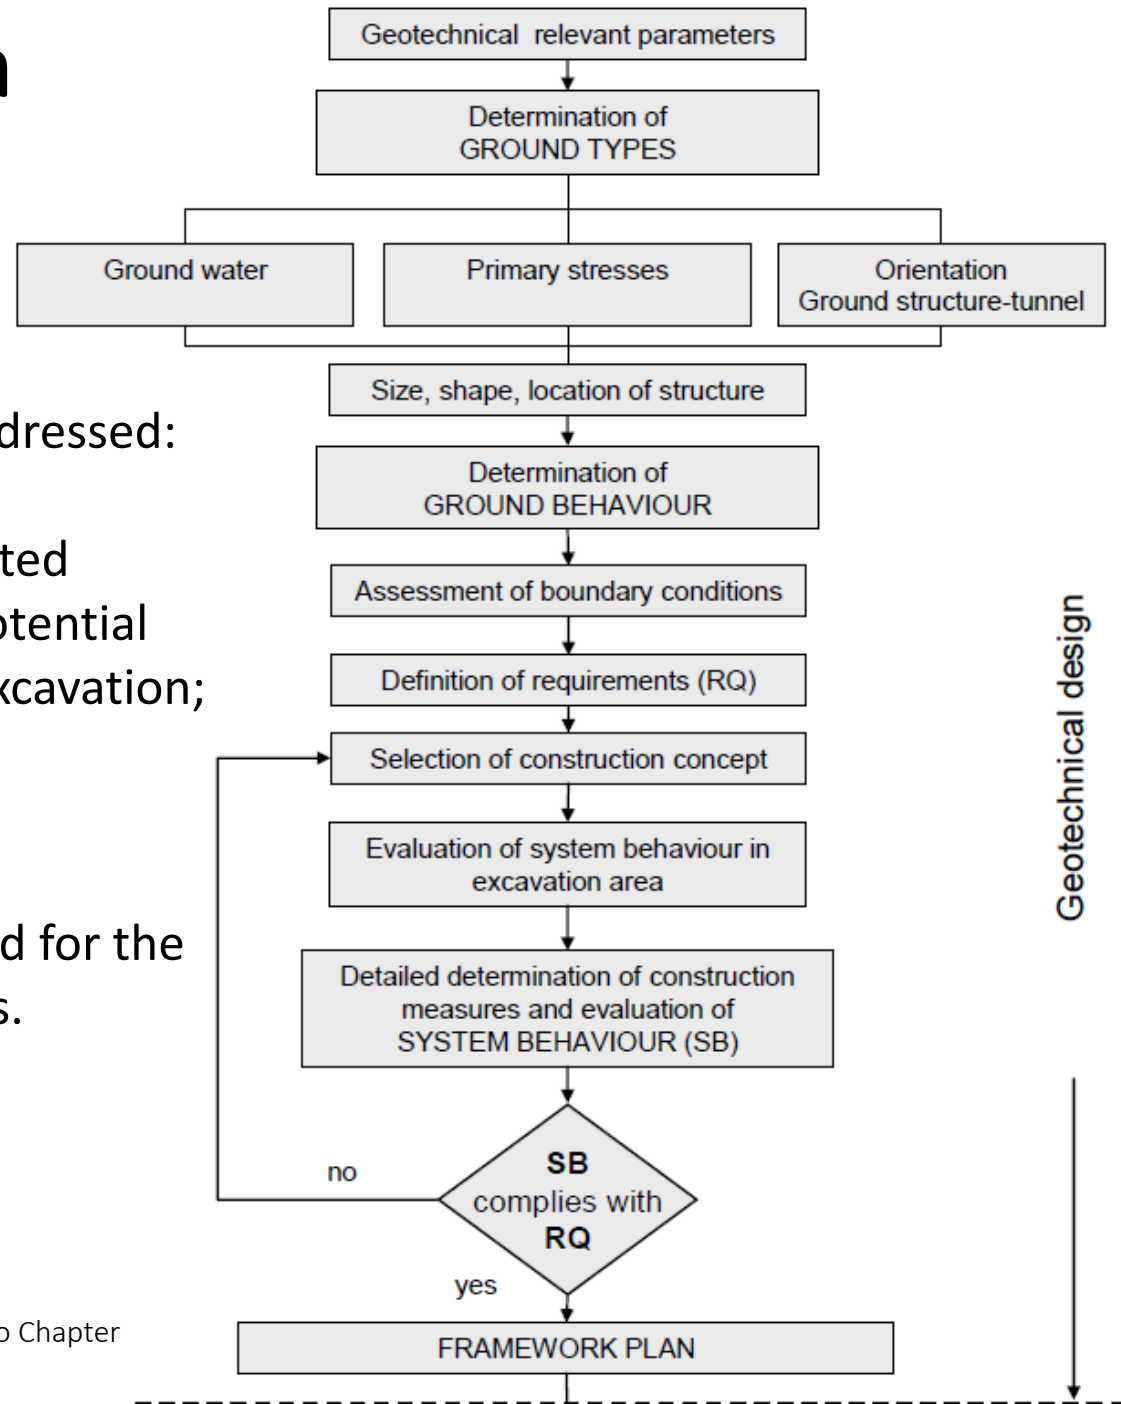 n
dressed:
ted
otential
xcavation;
d for the
s.
o Chapter
Geotechnical relevant parameters
Determination of
GROUND TYPES
Ground water
Primary stresses
Orientation
Ground structure-tunnel
Size, shape, location of structure
Determination of
GROUND BEHAVIOUR
Assessment of boundary conditions
Definition of requirements (RQ)
Selection of construction concept
Evaluation of system behaviour in
excavation area
Detailed determination of construction
measures and evaluation of
SYSTEM BEHAVIOUR (SB)
no
SB
complies with
RQ
yes
FRAMEWORK PLAN
Geotechnical design